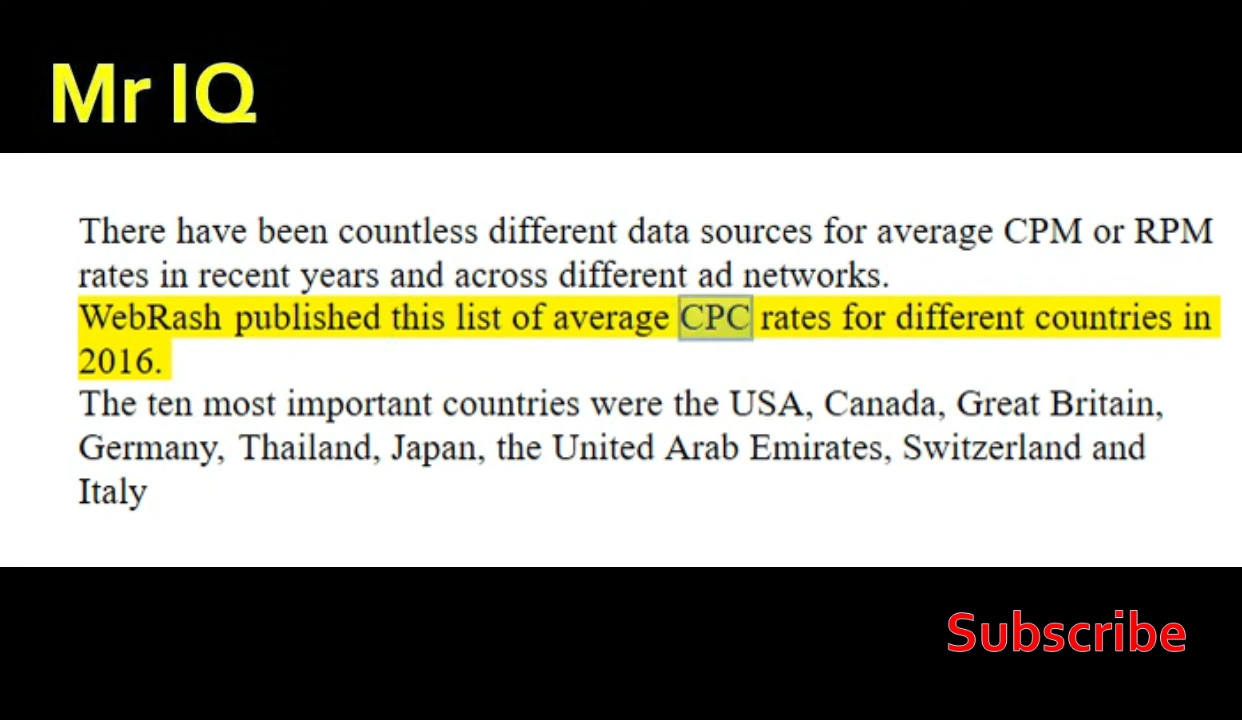 Mr IQ
There have been countless different data sources for average CPM or RPM
rates in recent years and across different ad networks.
WebRash published this list of average CPC rates for different countries in
2016.
The ten most important countries were the USA, Canada, Great Britain,
Germany, Thailand, Japan, the United Arab Emirates, Switzerland and
Italy
Subscribe